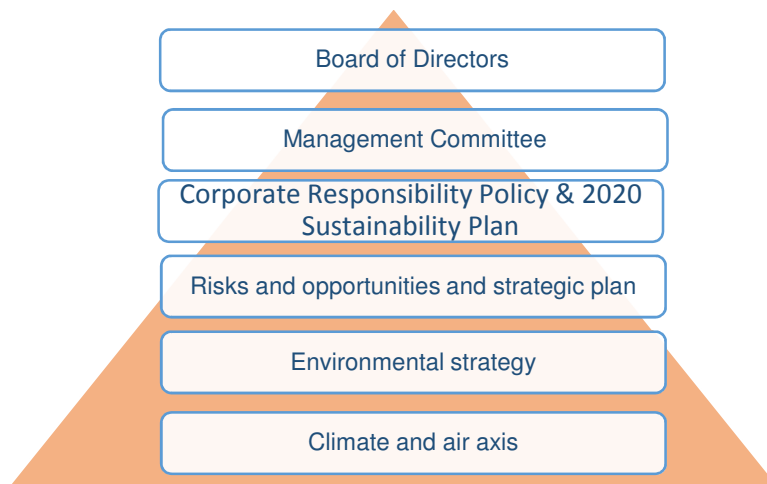 Board of Directors
Management Committee
Corporate Responsibility Policy & 2020
Sustainability Plan
Risks and opportunities and strategic plan
Environmental strategy
Climate and air axis